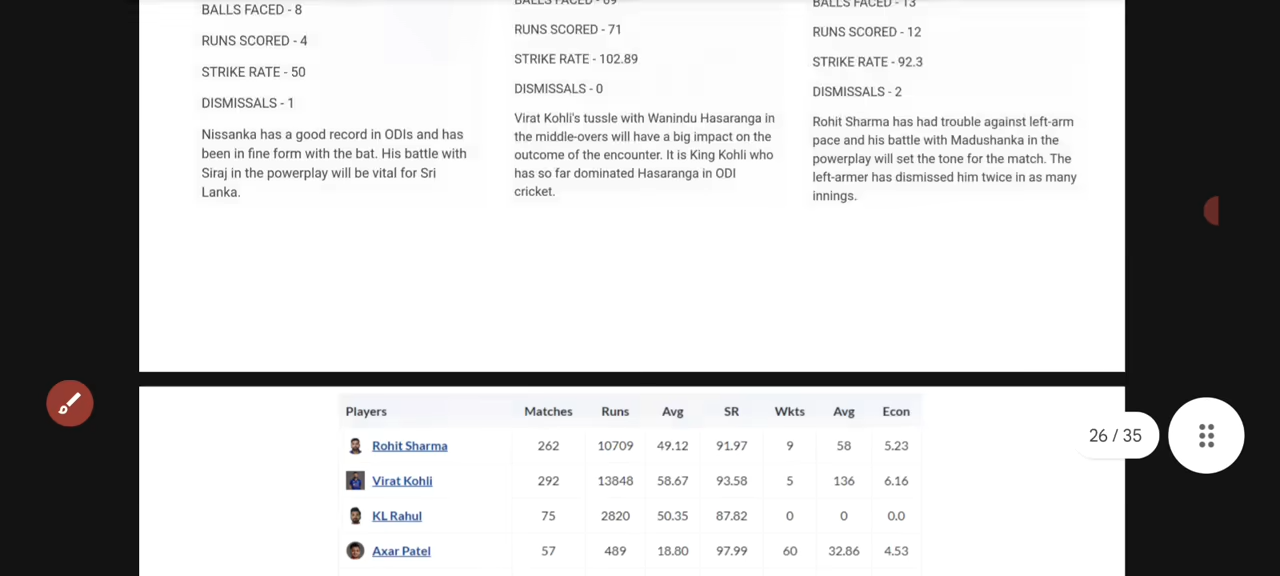 BALLS FACED - 8
RUNS SCORED - 4
STRIKE RATE - 50
DISMISSALS - 1
Nissanka has a good record in ODIs and has
been in fine form with the bat. His battle with
Siraj in the powerplay will be vital for Sri
Lanka.
BALLS FACED - 69
RUNS SCORED - 71
STRIKE RATE - 102.89
DISMISSALS - 0
Virat Kohli's tussle with Wanindu Hasaranga in
the middle-overs will have a big impact on the
outcome of the encounter. It is King Kohli who
has so far dominated Hasaranga in ODI
cricket.
BALLS FACED - 13
RUNS SCORED - 12
STRIKE RATE - 92.3
DISMISSALS - 2
Rohit Sharma has had trouble against left-arm
pace and his battle with Madushanka in the
powerplay will set the tone for the match. The
left-armer has dismissed him twice in as many
innings.
Players Matches Runs Avg SR Wkts Avg Econ
Rohit Sharma 262 10709 49.12 91.97 9 58 5.23
Virat Kohli 292 13848 58.67 93.58 5 136 6.16
KL Rahul 75 2820 50.35 87.82 0 0 0.0
Axar Patel 57 489 18.80 97.99 60 32.86 4.53
26 / 35